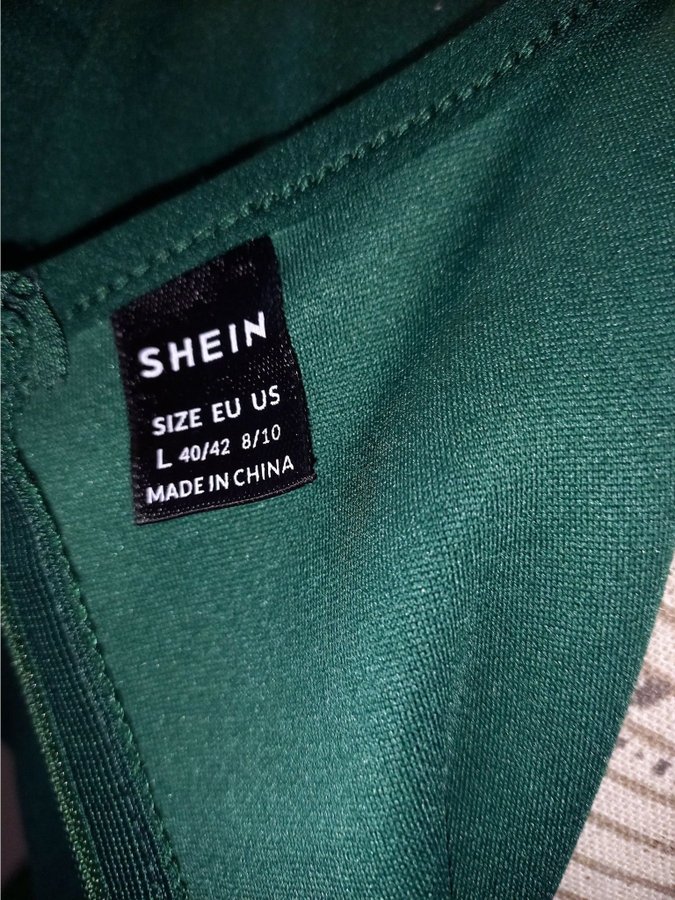 SHEIN
SIZE EU US
L 40/42 8/10
MADE IN CHINA